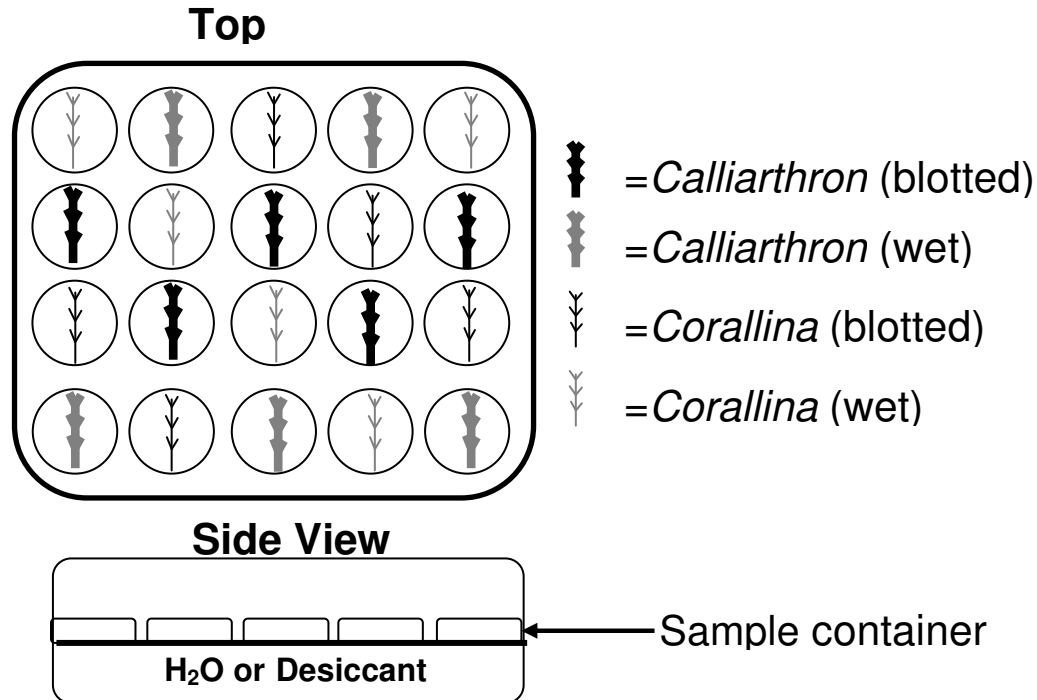 Top
=Calliarthron (blotted)
=Calliarthron (wet)
=Corallina (blotted)
=Corallina (wet)
Side View
Sample container
H₂O or Desiccant